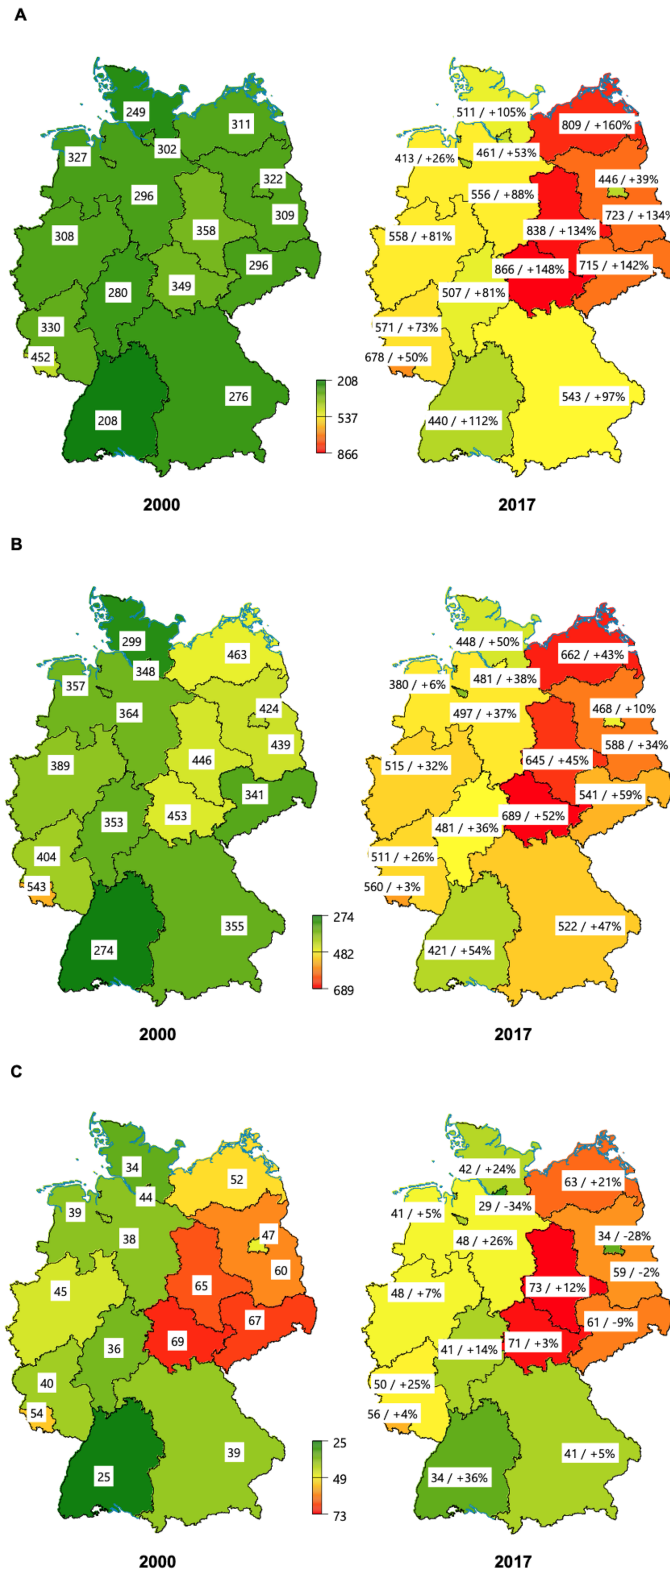 A
249
311
327
302
322
296
309
308
358
296
280
349
330
452
276
208
208
537
866
2000
511 / +105%
809 / +160%
461 / +53%
413 / +26%
446 / +39%
556 / +88%
723 / +134%
558 / +81%
838 / +134%
866 / +148%
715 / +142%
507 / +81%
571 / +73%
678 / +50%
543 / +97%
440 / +112%
2017
B
299
463
348
357
364
424
439
389
446
341
353
453
404
543
355
274
274
482
689
2000
448 / +50%
662 / +43%
481 / +38%
380 / +6%
468 / +10%
497 / +37%
588 / +34%
515 / +32%
645 / +45%
541 / +59%
689 / +52%
481 / +36%
511 / +26%
560 / +3%
522 / +47%
421 / +54%
2017
C
34
52
44
39
38
47
60
45
65
67
36
69
40
54
39
25
25
49
73
2000
42 / +24%
63 / +21%
29 / -34%
41 / +5%
34 / -28%
48 / +26%
59 / -2%
73 / +12%
48 / +7%
61 / -9%
71 / +3%
41 / +14%
50 / +25%
56 / +4%
41 / +5%
34 / +36%
2017